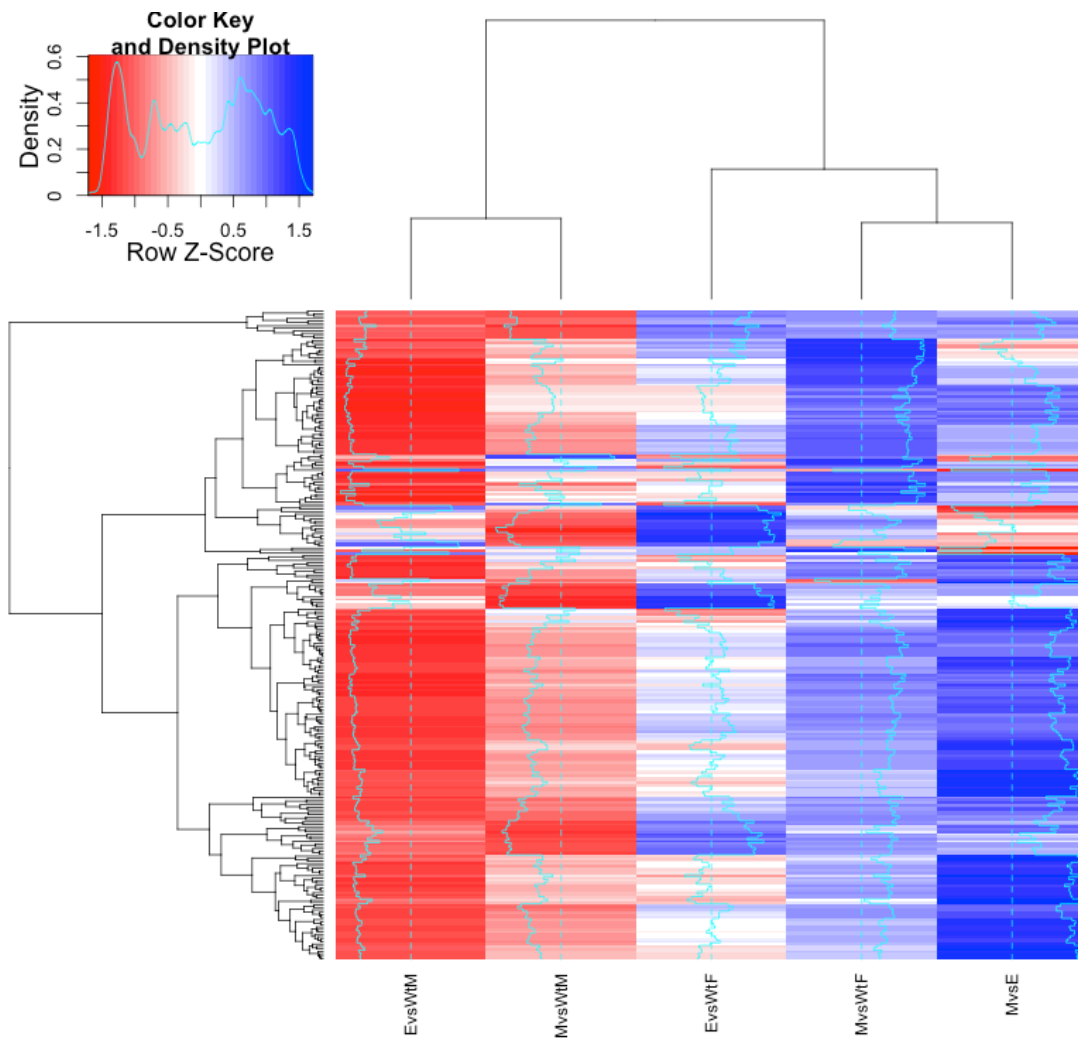 Color Key
and Density Plot
Density
0 0.2 0.4 0.6
-1.5 -0.5 0.5 1.5
Row Z-Score
EvsWtM
MvsWtM
EvsWtF
MvsWtF
MvsE